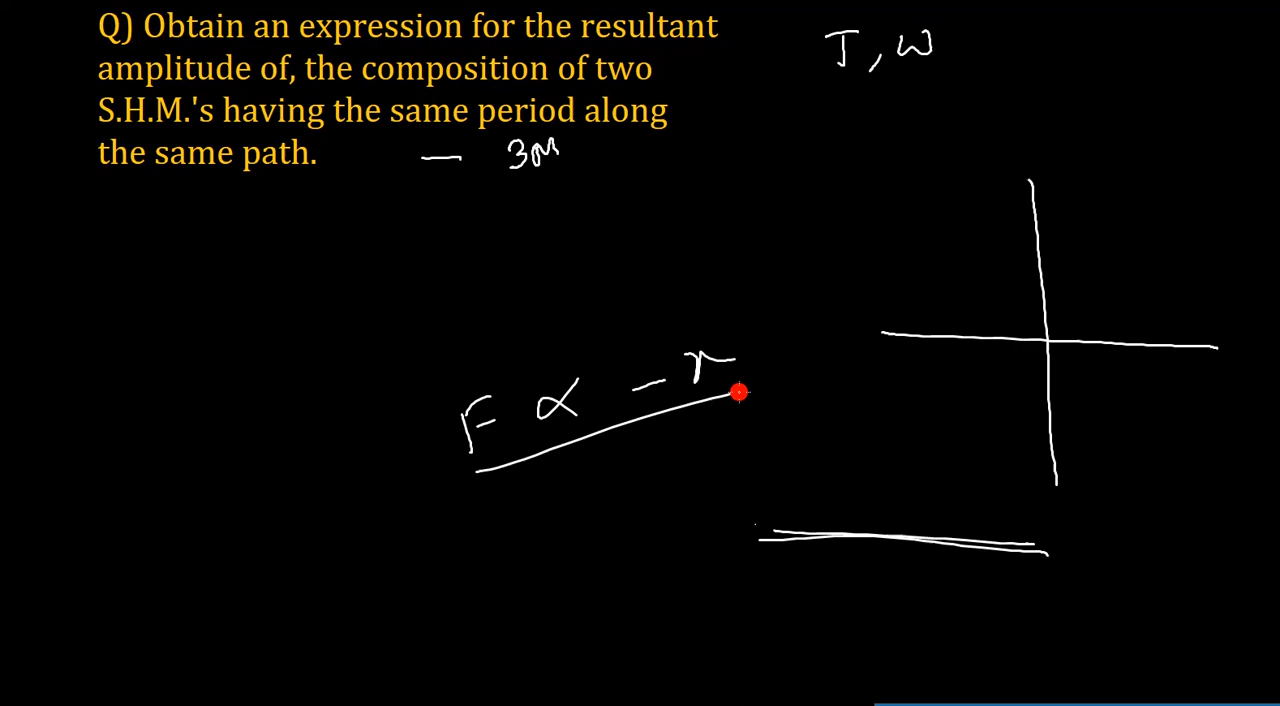 Q) Obtain an expression for the resultant
amplitude of, the composition of two
S.H.M.'s having the same period along
the same path. — 3M
T, ω
F ∝ - x